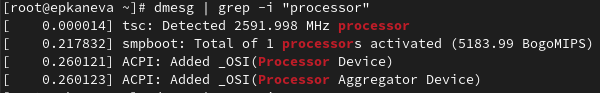 [root@epkaneva ~]# dmesg | grep -i "processor"
[    0.000014] tsc: Detected 2591.998 MHz processor
[    0.217832] smpboot: Total of 1 processors activated (5183.99 BogoMIPS)
[    0.260121] ACPI: Added _OSI(Processor Device)
[    0.260123] ACPI: Added _OSI(Processor Aggregator Device)